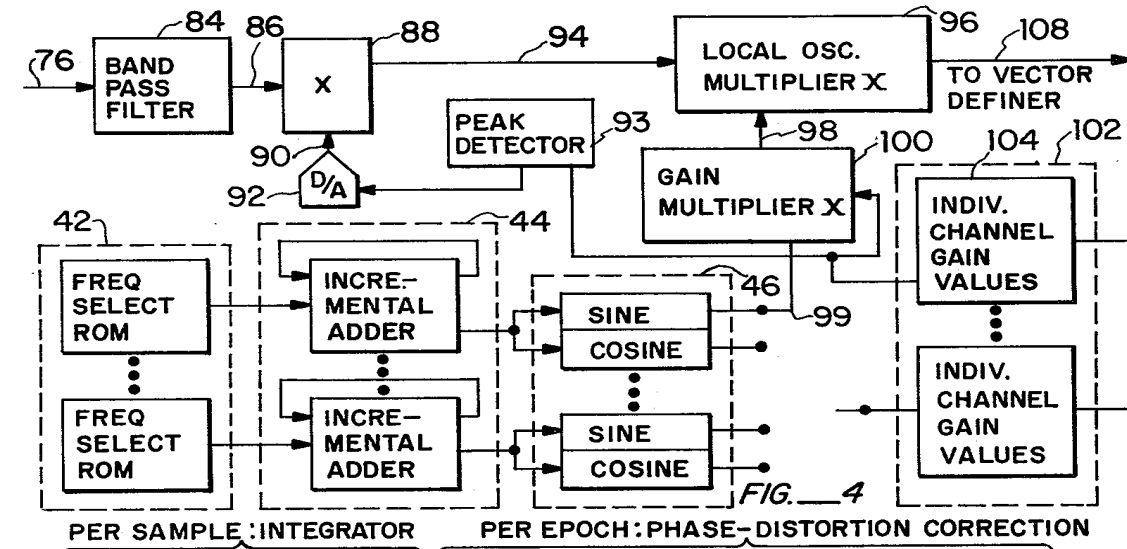 84
86
88
94
96
108
76
BAND
PASS
FILTER
X
LOCAL OSC.
MULTIPLIER X
TO VECTOR
DEFINER
90
PEAK
DETECTOR
93
98
100
102
104
92
D/A
GAIN
MULTIPLIER X
INDIV.
CHANNEL
GAIN
VALUES
42
44
46
99
FREQ
SELECT
ROM
INCRE-
MENTAL
ADDER
SINE
COSINE
FREQ
SELECT
ROM
INCRE-
MENTAL
ADDER
SINE
COSINE
INDIV.
CHANNEL
GAIN
VALUES
FIG. 4
PER SAMPLE: INTEGRATOR
PER EPOCH: PHASE-DISTORTION CORRECTION